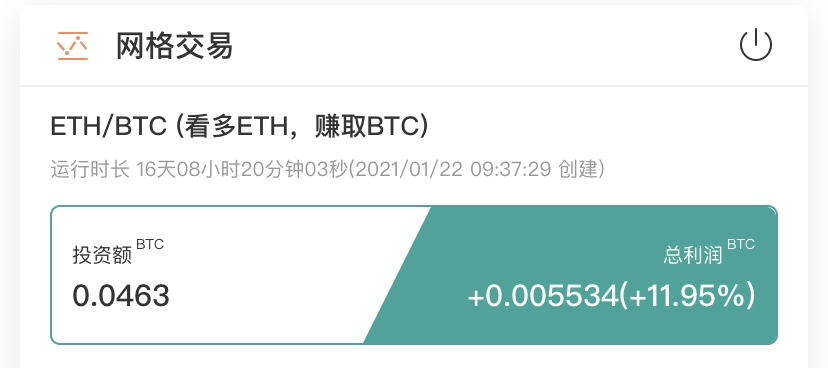 网格交易
ETH/BTC (看多ETH，赚取BTC)
运行时长 16天08小时20分钟03秒(2021/01/22 09:37:29 创建)
投资额 BTC
总利润 BTC
0.0463
+0.005534(+11.95%)